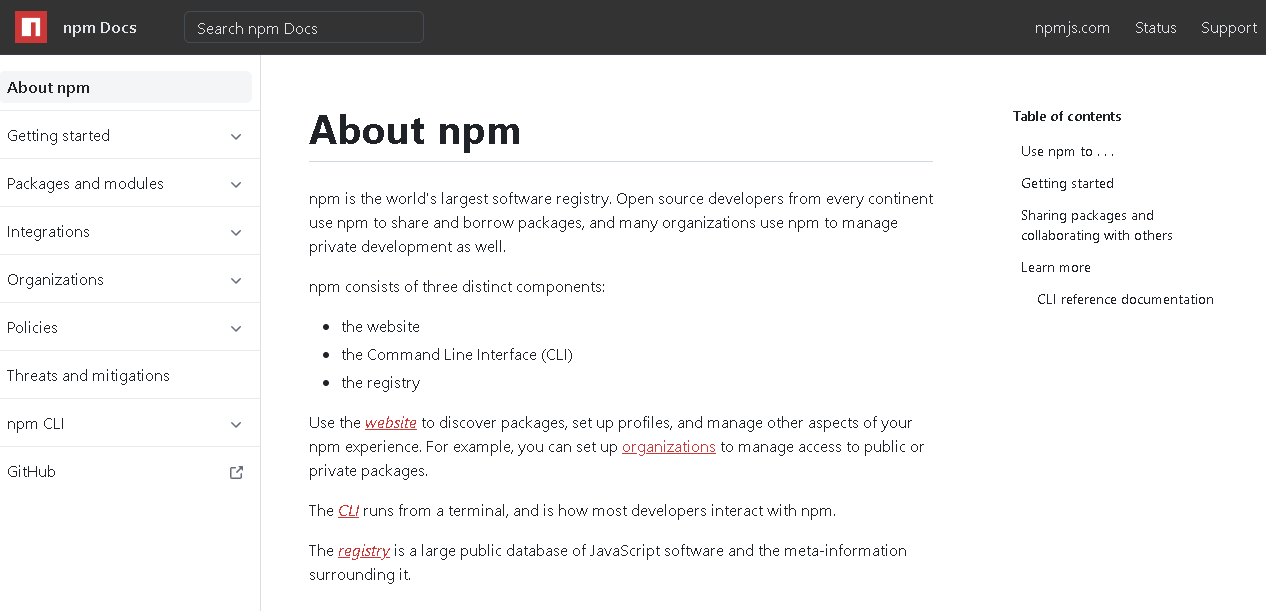 npm Docs
Search npm Docs
npmjs.com
Status
Support
About npm
Getting started
Packages and modules
Integrations
Organizations
Policies
Threats and mitigations
npm CLI
GitHub
About npm
npm is the world's largest software registry. Open source developers from every continent
use npm to share and borrow packages, and many organizations use npm to manage
private development as well.
npm consists of three distinct components:
the website
the Command Line Interface (CLI)
the registry
Use the website to discover packages, set up profiles, and manage other aspects of your
npm experience. For example, you can set up organizations to manage access to public or
private packages.
The CLI runs from a terminal, and is how most developers interact with npm.
The registry is a large public database of JavaScript software and the meta-information
surrounding it.
Table of contents
Use npm to . . .
Getting started
Sharing packages and
collaborating with others
Learn more
CLI reference documentation